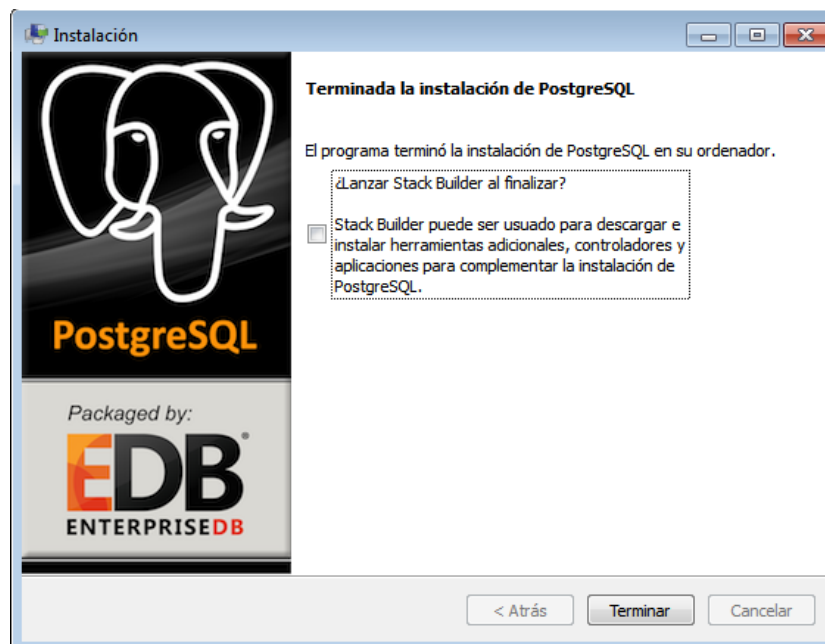 Instalación
Terminada la instalación de PostgreSQL
El programa terminó la instalación de PostgreSQL en su ordenador.
¿Lanzar Stack Builder al finalizar?
Stack Builder puede ser usado para descargar e
instalar herramientas adicionales, controladores y
aplicaciones para complementar la instalación de
PostgreSQL.
PostgreSQL
Packaged by:
EDB
ENTERPRISEDB
< Atrás
Terminar
Cancelar